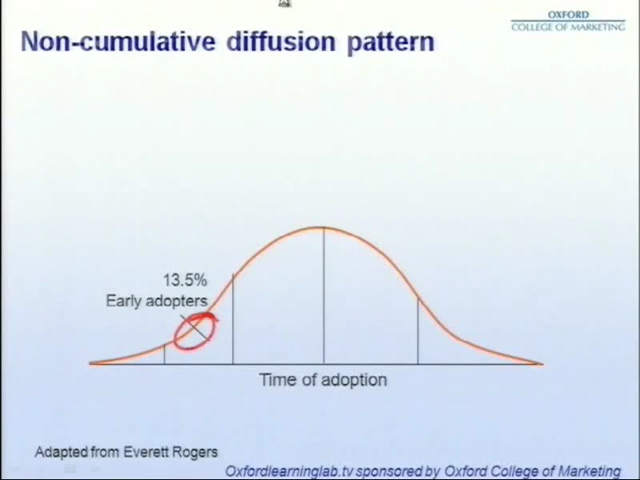 OXFORD
COLLEGE OF MARKETING
Non-cumulative diffusion pattern
13.5%
Early adopters
Time of adoption
Adapted from Everett Rogers
Oxfordlearninglab.tv sponsored by Oxford College of Marketing